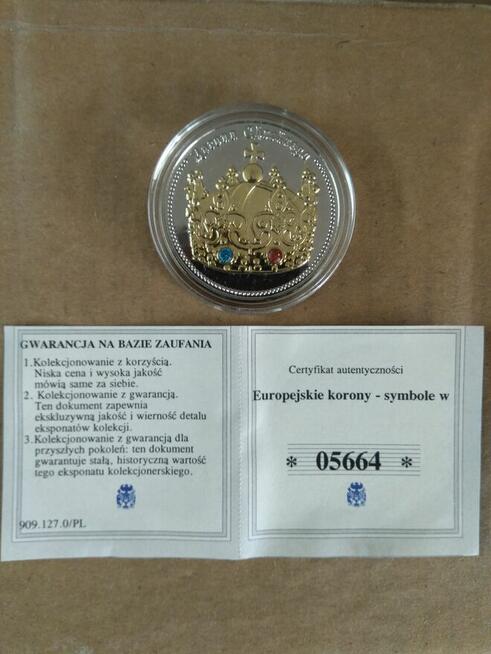 GWARANCJA NA BAZIE ZAUFANIA
1.Kolekcjonowanie z korzyścią.
Niska cena i wysoka jakość
mówią same za siebie.
2. Kolekcjonowanie z gwarancją.
Ten dokument zapewnia
ekskluzywną jakość i wierność detalu
eksponatów kolekcji.
3.Kolekcjonowanie z gwarancją dla
przyszłych pokoleń: ten dokument
gwarantuje stałą, historyczną wartość
tego eksponatu kolekcjonerskiego.
909.127.0/PL
Certyfikat autentyczności
Europejskie korony - symbole w
* 05664 *